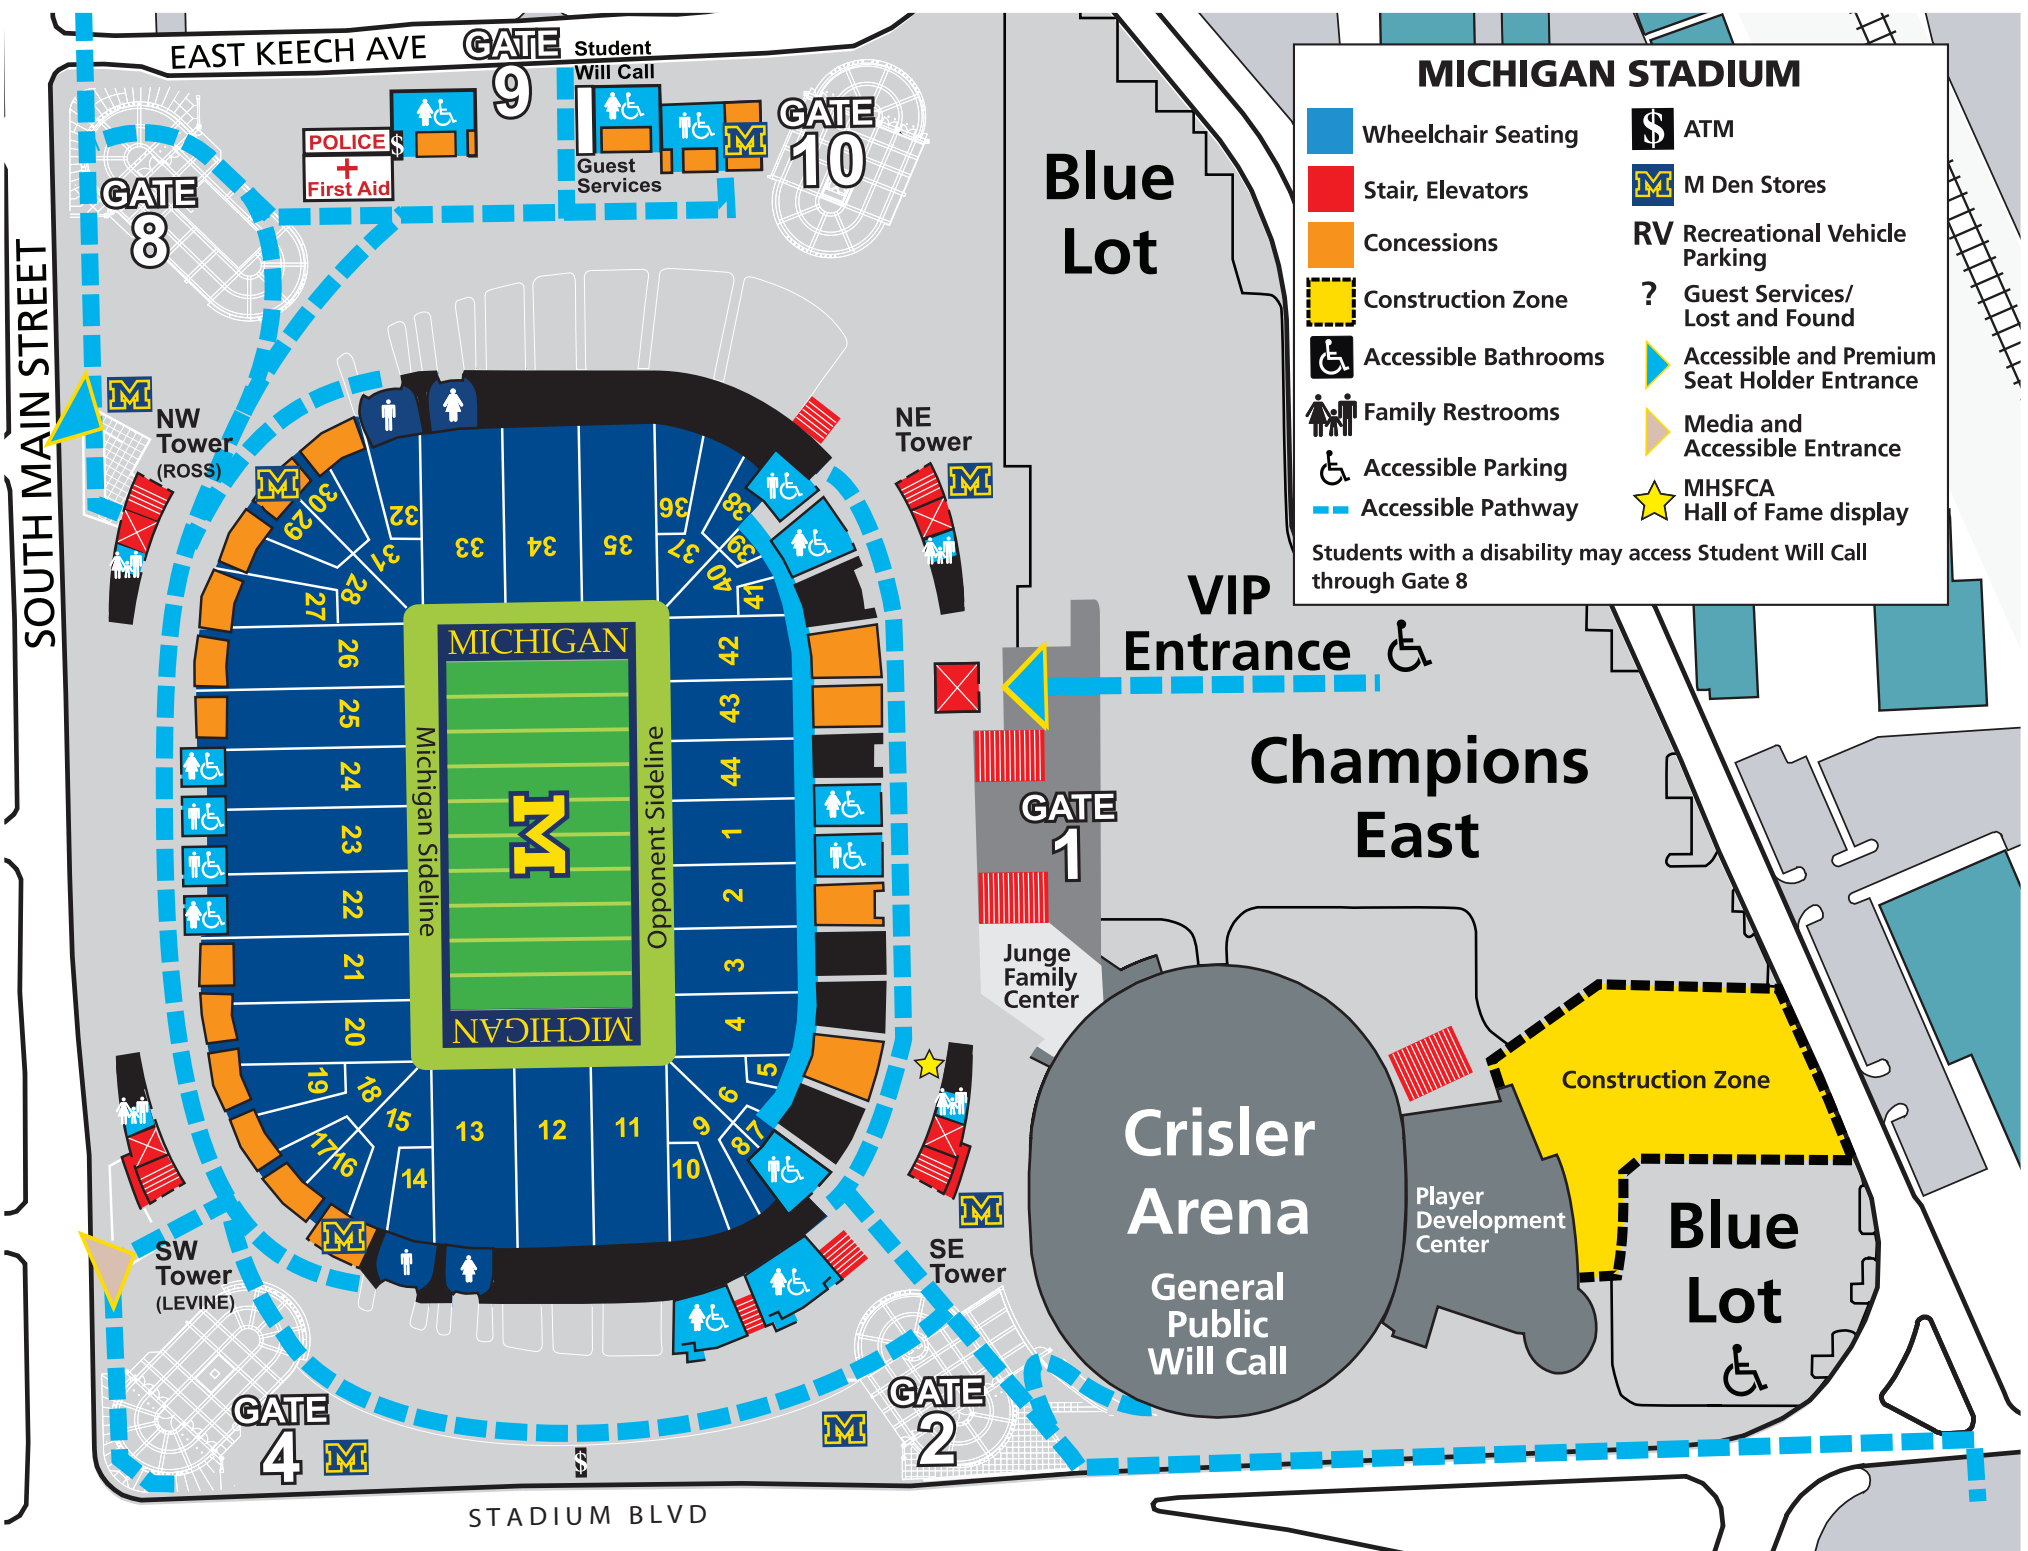 EAST KEECH AVE
GATE
9
Student
Will Call
GATE
10
POLICE
$
+
First Aid
Guest
Services
M
GATE
8
SOUTH MAIN STREET
Blue
Lot
MICHIGAN STADIUM
Wheelchair Seating
Stair, Elevators
Concessions
Construction Zone
Accessible Bathrooms
Family Restrooms
Accessible Parking
Accessible Pathway
$ ATM
M M Den Stores
RV Recreational Vehicle
Parking
? Guest Services/
Lost and Found
Accessible and Premium
Seat Holder Entrance
Media and
Accessible Entrance
MHSFCA
Hall of Fame display
Students with a disability may access Student Will Call
through Gate 8
M
NW
Tower
(ROSS)
M
NE
Tower
M
30
29
32
31
28
27
33
34
35
36
37
38
39
40
41
26
25
24
23
22
21
20
19
18
17
16
15
14
13
12
11
10
9
8
7
6
5
4
3
2
1
44
43
42
MICHIGAN
Michigan Sideline
M
Opponent Sideline
MICHIGAN
VIP
Entrance
Champions
East
GATE
1
Junge
Family
Center
Construction Zone
Crisler
Arena
General
Public
Will Call
Player
Development
Center
Blue
Lot
SW
Tower
(LEVINE)
M
M
SE
Tower
GATE
4
M
$
M
GATE
2
STADIUM BLVD